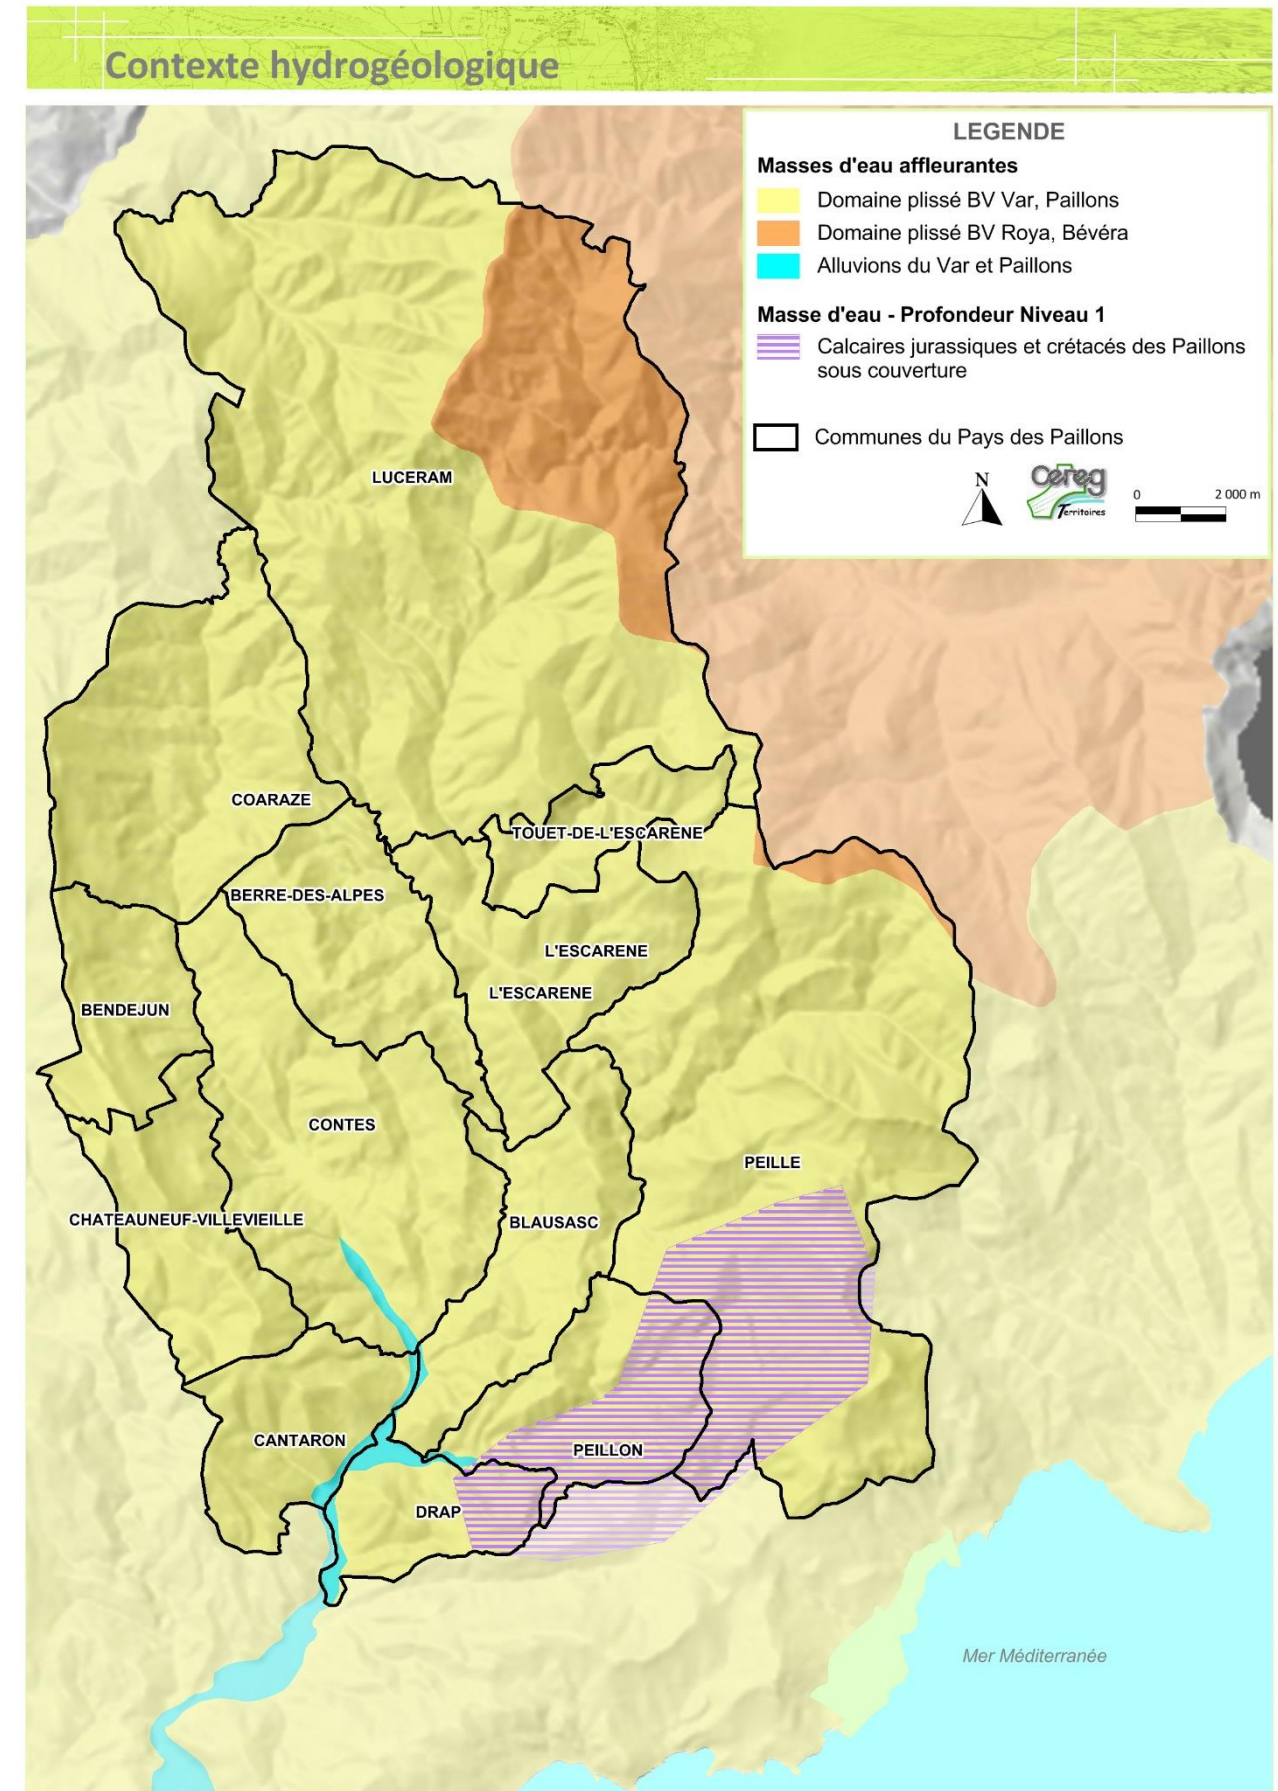 Contexte hydrogéologique
LEGENDE
Masses d'eau affleurantes
Domaine plissé BV Var, Paillons
Domaine plissé BV Roya, Bévéra
Alluvions du Var et Paillons
Masse d'eau - Profondeur Niveau 1
Calcaires jurassiques et crétacés des Paillons
sous couverture
Communes du Pays des Paillons
N
Cereg
Territoires
0 2 000 m
LUCERAM
COARAZE
TOUET-DE-L'ESCARENE
BERRE-DES-ALPES
L'ESCARENE
L'ESCARENE
BENDEJUN
CONTES
PEILLE
CHATEAUNEUF-VILLEVIEILLE
BLAUSASC
CANTARON
PEILLON
DRAP
Mer Méditerranée